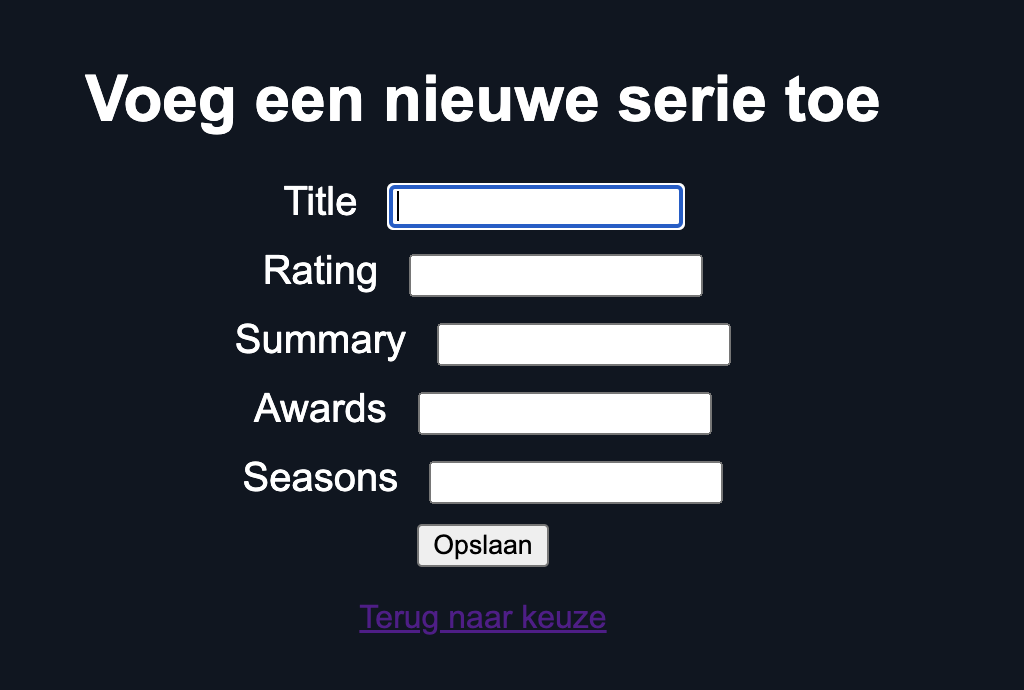 Voeg een nieuwe serie toe
Title
Rating
Summary
Awards
Seasons
Opslaan
Terug naar keuze